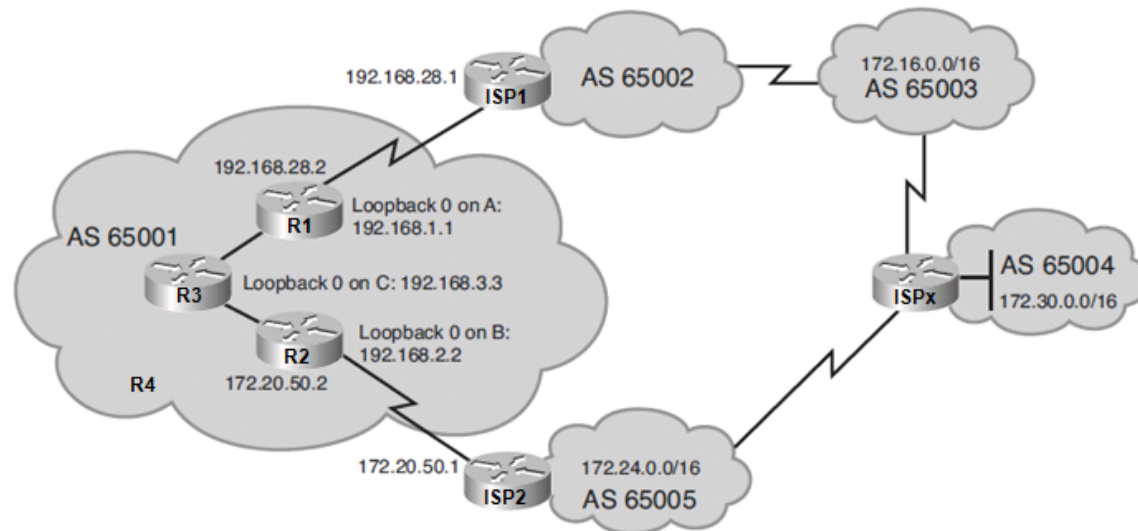 192.168.28.1
ISP1
AS 65002
172.16.0.0/16
AS 65003
192.168.28.2
R1
Loopback 0 on A:
192.168.1.1
AS 65001
R3
Loopback 0 on C: 192.168.3.3
R2
Loopback 0 on B:
192.168.2.2
R4
172.20.50.2
ISPx
AS 65004
172.30.0.0/16
172.20.50.1
ISP2
172.24.0.0/16
AS 65005